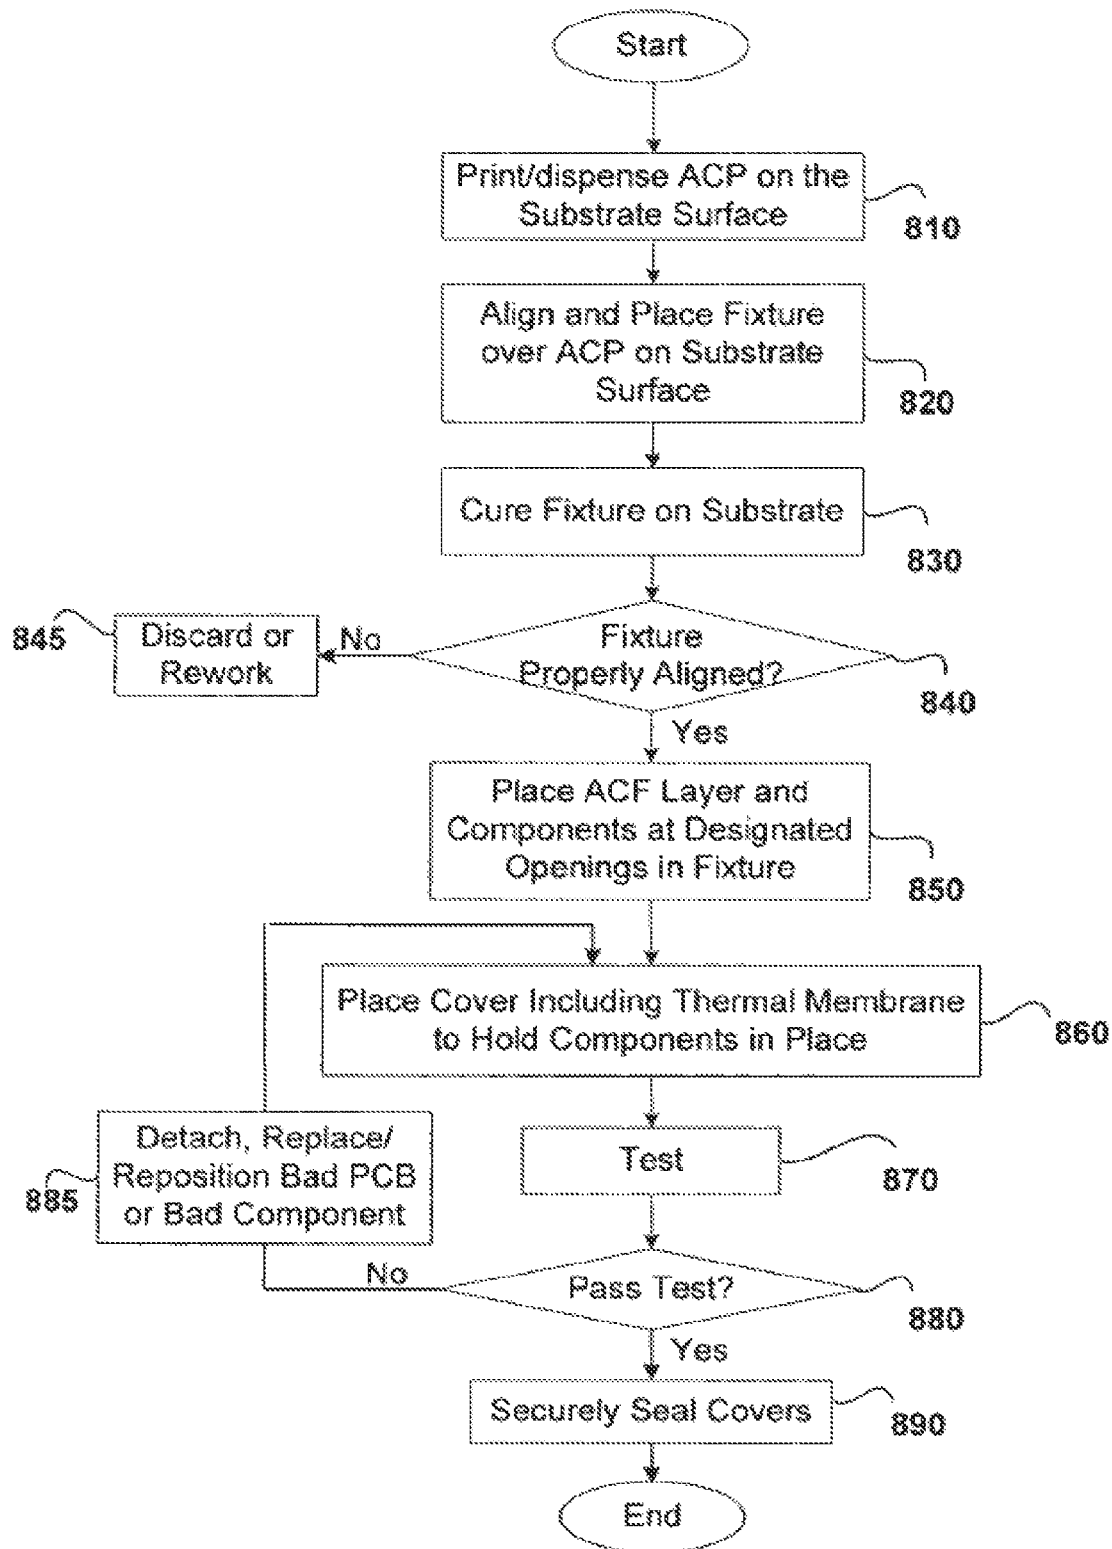 Start
Print/dispense ACP on the
Substrate Surface
810
Align and Place Fixture
over ACP on Substrate
Surface
820
Cure Fixture on Substrate
830
845
Discard or
Rework
No
Fixture
Properly Aligned?
840
Yes
Place ACF Layer and
Components at Designated
Openings in Fixture
850
Place Cover Including Thermal Membrane
to Hold Components in Place
860
Detach, Replace/
Reposition Bad PCB
or Bad Component
885
Test
870
No
Pass Test?
880
Yes
Securely Seal Covers
890
End